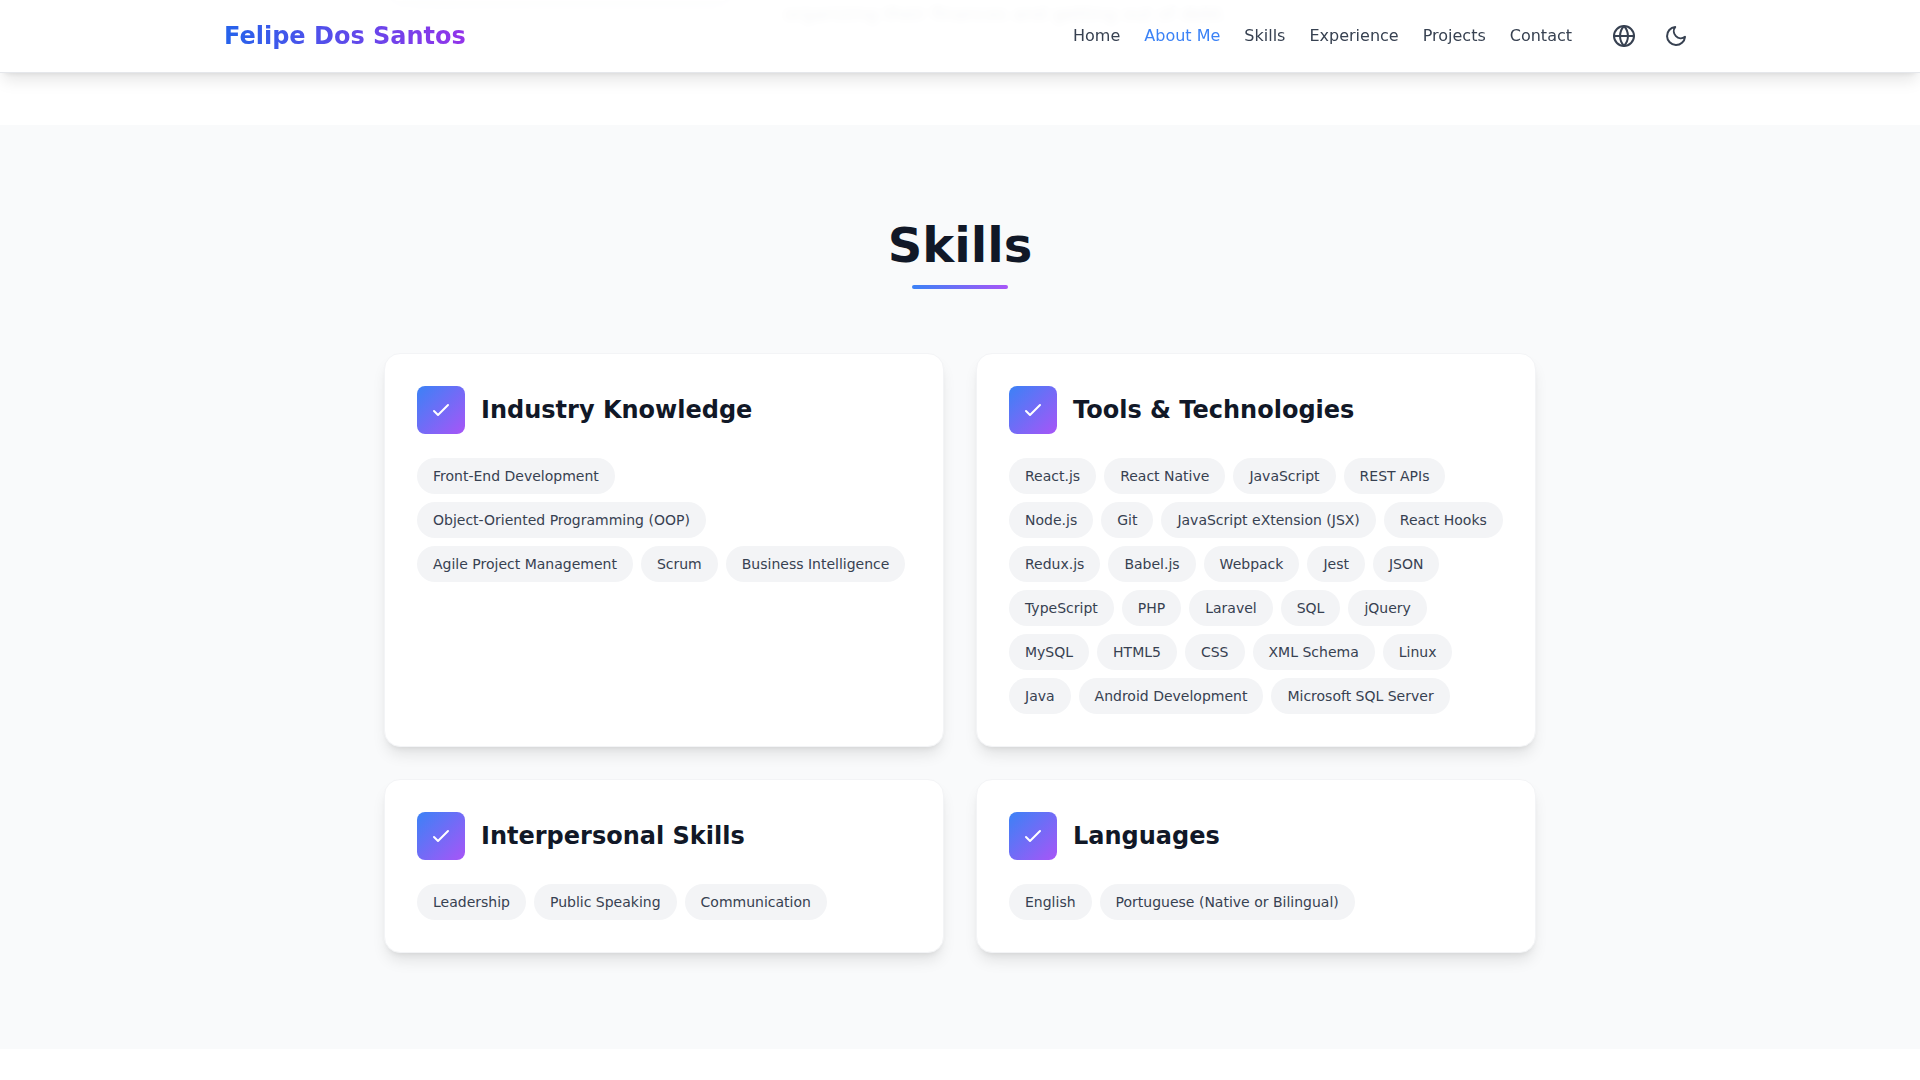 Felipe Dos Santos
Home About Me Skills Experience Projects Contact
Skills
Industry Knowledge
Front-End Development
Object-Oriented Programming (OOP)
Agile Project Management Scrum Business Intelligence
Tools & Technologies
React.js React Native JavaScript REST APIs
Node.js Git JavaScript eXtension (JSX) React Hooks
Redux.js Babel.js Webpack Jest JSON
TypeScript PHP Laravel SQL jQuery
MySQL HTML5 CSS XML Schema Linux
Java Android Development Microsoft SQL Server
Interpersonal Skills
Leadership Public Speaking Communication
Languages
English Portuguese (Native or Bilingual)